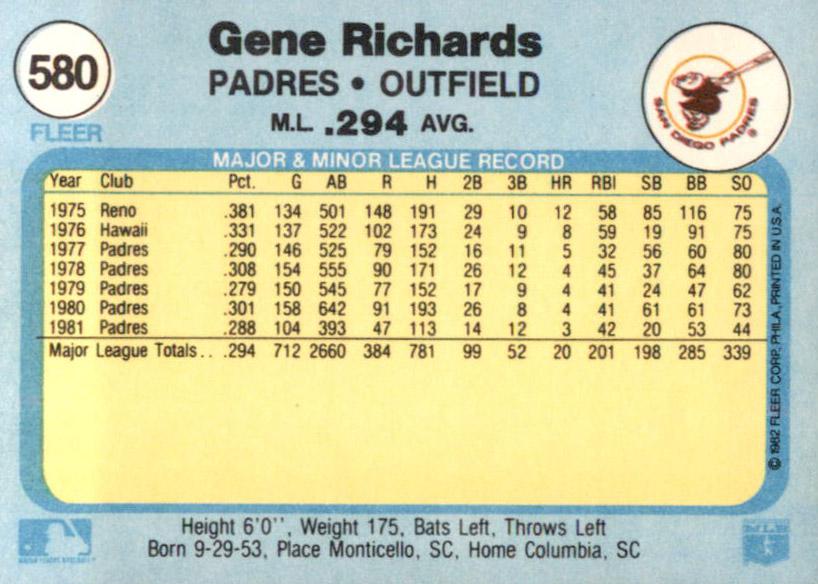 580
FLEER
Gene Richards
PADRES • OUTFIELD
M.L. .294 AVG.
SAN DIEGO PADRES ®
MAJOR & MINOR LEAGUE RECORD
Year Club Pct. G AB R H 2B 3B HR RBI SB BB SO
1975 Reno .381 134 501 148 191 29 10 12 58 85 116 75
1976 Hawaii .331 137 522 102 173 24 9 8 59 19 91 75
1977 Padres .290 146 525 79 152 16 11 5 32 56 60 80
1978 Padres .308 154 555 90 171 26 12 4 45 37 64 80
1979 Padres .279 150 545 77 152 17 9 4 41 24 47 62
1980 Padres .301 158 642 91 193 26 8 4 41 61 61 73
1981 Padres .288 104 393 47 113 14 12 3 42 20 53 44
Major League Totals . . .294 712 2660 384 781 99 52 20 201 198 285 339
© 1982 FLEER CORP. PHILA., PRINTED IN U.S.A.
Height 6'0'', Weight 175, Bats Left, Throws Left
Born 9-29-53, Place Monticello, SC, Home Columbia, SC